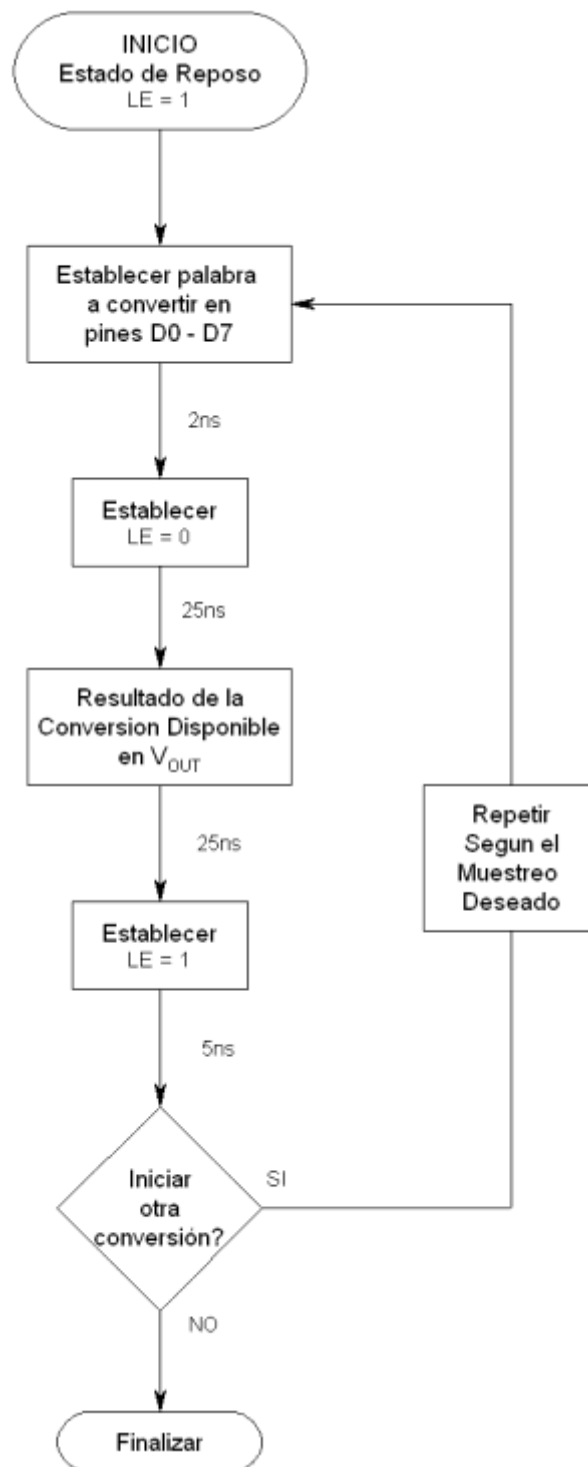 INICIO
Estado de Reposo
LE = 1
Establecer palabra
a convertir en
pines D0 - D7
2ns
Establecer
LE = 0
25ns
Resultado de la
Conversion Disponible
en VOUT
25ns
Establecer
LE = 1
5ns
Iniciar
otra
conversión?
SI
Repetir
Segun el
Muestreo
Deseado
NO
Finalizar